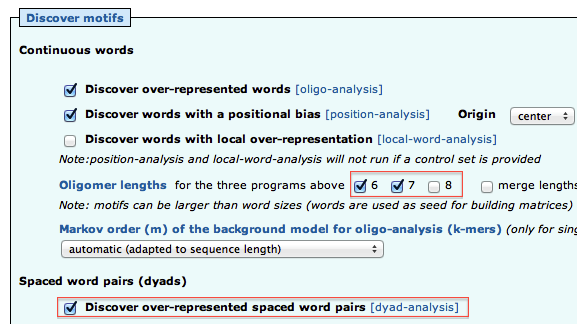 Discover motifs
Continuous words
Discover over-represented words [oligo-analysis]
Discover words with a positional bias [position-analysis] Origin center
Discover words with local over-representation [local-word-analysis]
Note:position-analysis and local-word-analysis will not run if a control set is provided
Oligomer lengths for the three programs above 6 7 8 merge lengths
Note: motifs can be larger than word sizes (words are used as seed for building matrices)
Markov order (m) of the background model for oligo-analysis (k-mers) (only for sing
automatic (adapted to sequence length)
Spaced word pairs (dyads)
Discover over-represented spaced word pairs [dyad-analysis]